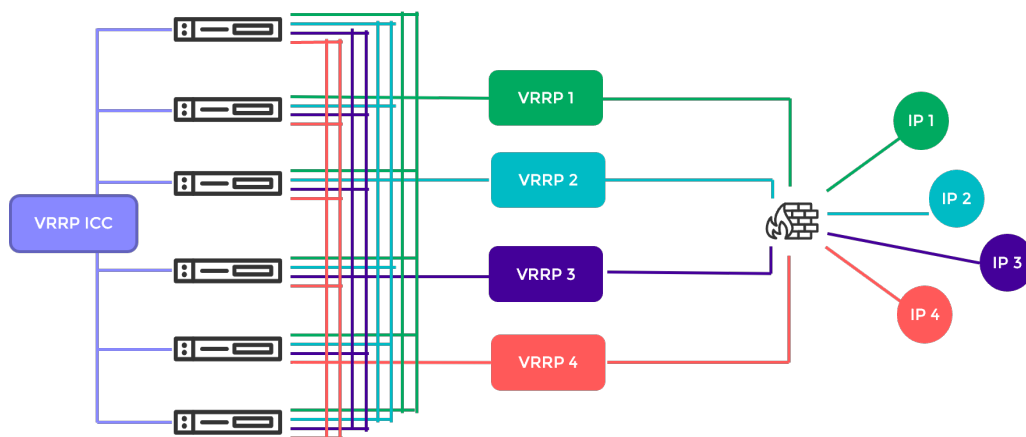 VRRP ICC
VRRP 1
VRRP 2
VRRP 3
VRRP 4
IP 1
IP 2
IP 3
IP 4